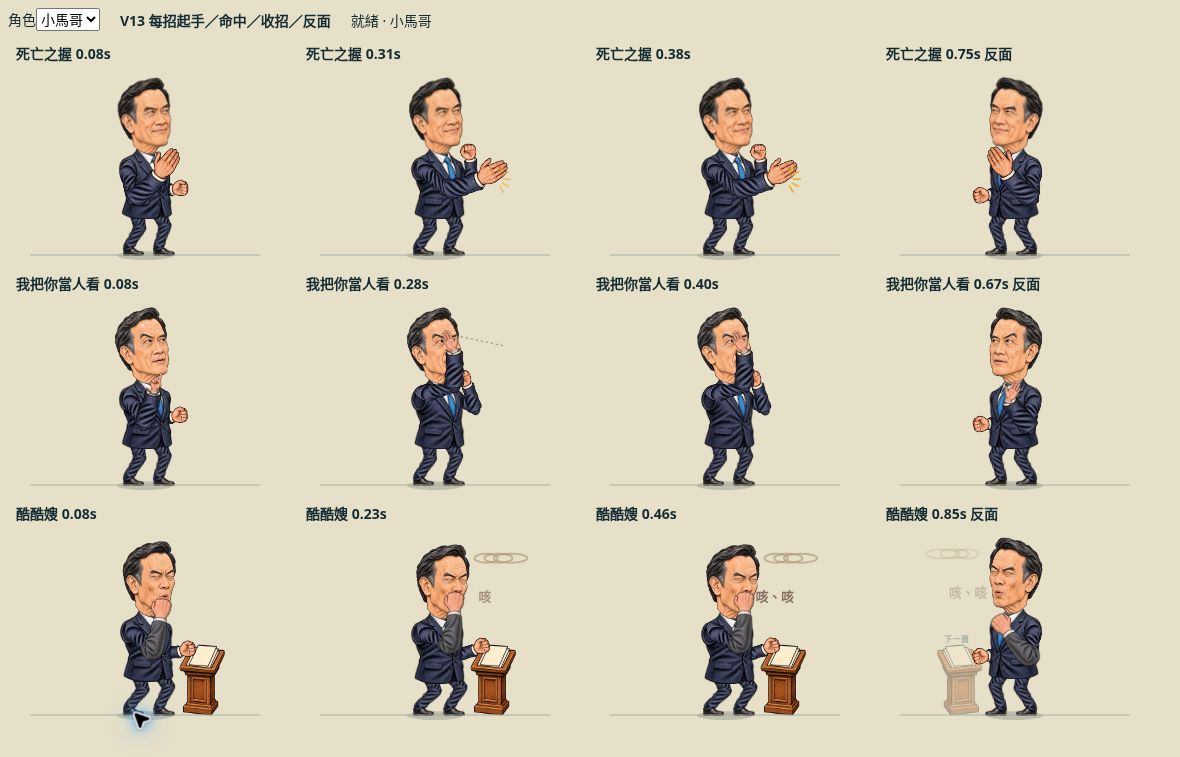 角色 小馬哥 V13 每招起手／命中／收招／反面 就緒 · 小馬哥
死亡之握 0.08s
死亡之握 0.31s
死亡之握 0.38s
死亡之握 0.75s 反面
我把你當人看 0.08s
我把你當人看 0.28s
我把你當人看 0.40s
我把你當人看 0.67s 反面
酷酷嫂 0.08s
酷酷嫂 0.23s
酷酷嫂 0.46s
酷酷嫂 0.85s 反面
咳
咳、咳
咳、咳
下一頁